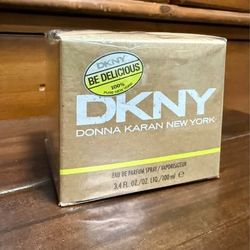 DKNY
BE DELICIOUS
100%
DKNY
DONNA KARAN NEW YORK
EAU DE PARFUM SPRAY / VAPORISATEUR
3.4 FL. OZ. / OZ. LIQ. / 100 ml ℮